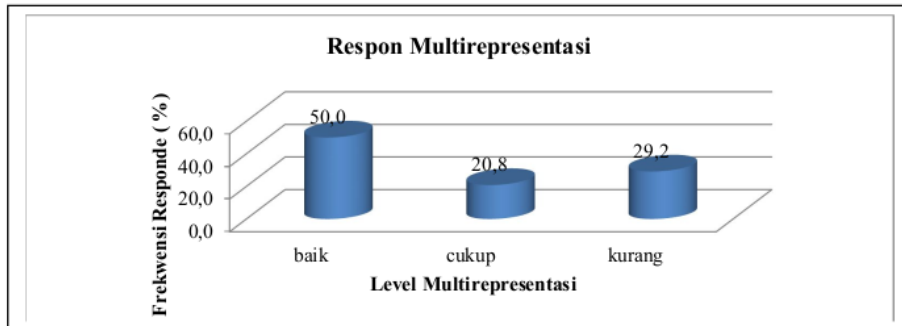 Respon Multirepresentasi
Frekwensi Responde ( %)
60,0
40,0
20,0
0,0
50,0
20,8
29,2
baik
cukup
kurang
Level Multirepresentasi